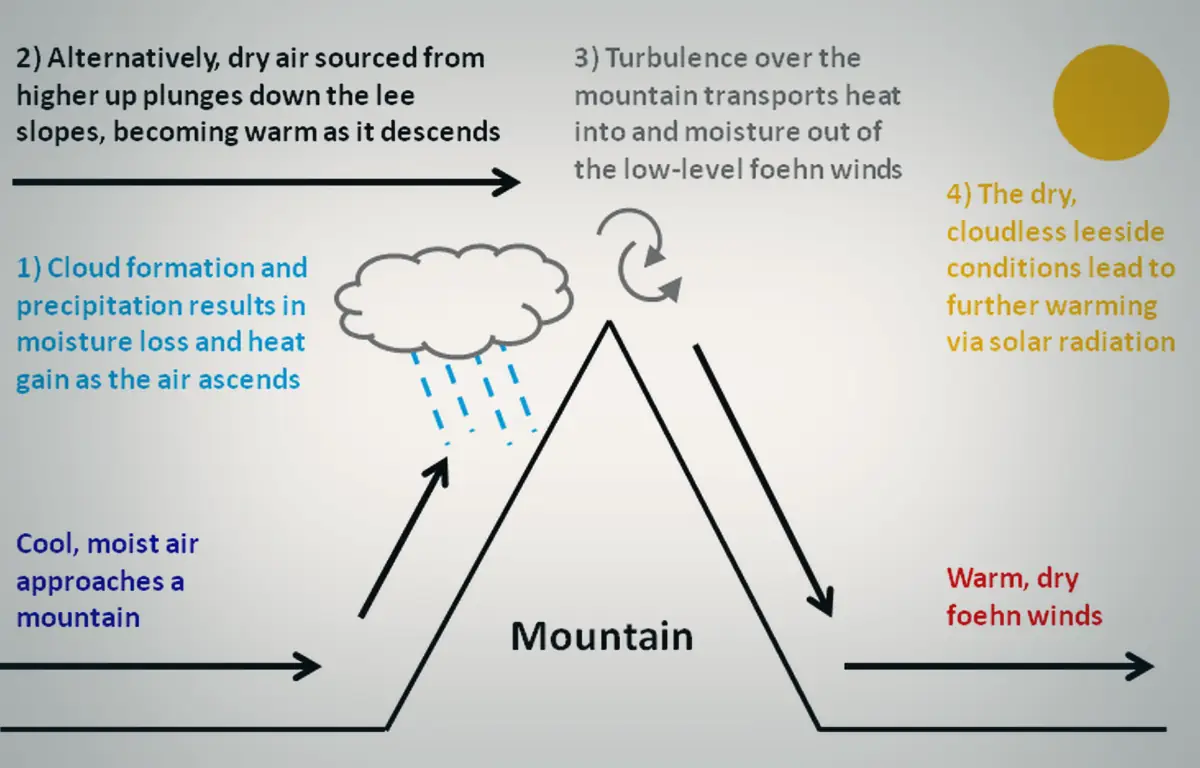 2) Alternatively, dry air sourced from
higher up plunges down the lee
slopes, becoming warm as it descends
3) Turbulence over the
mountain transports heat
into and moisture out of
the low-level foehn winds
4) The dry,
cloudless leeside
conditions lead to
further warming
via solar radiation
1) Cloud formation and
precipitation results in
moisture loss and heat
gain as the air ascends
Cool, moist air
approaches a
mountain
Mountain
Warm, dry
foehn winds